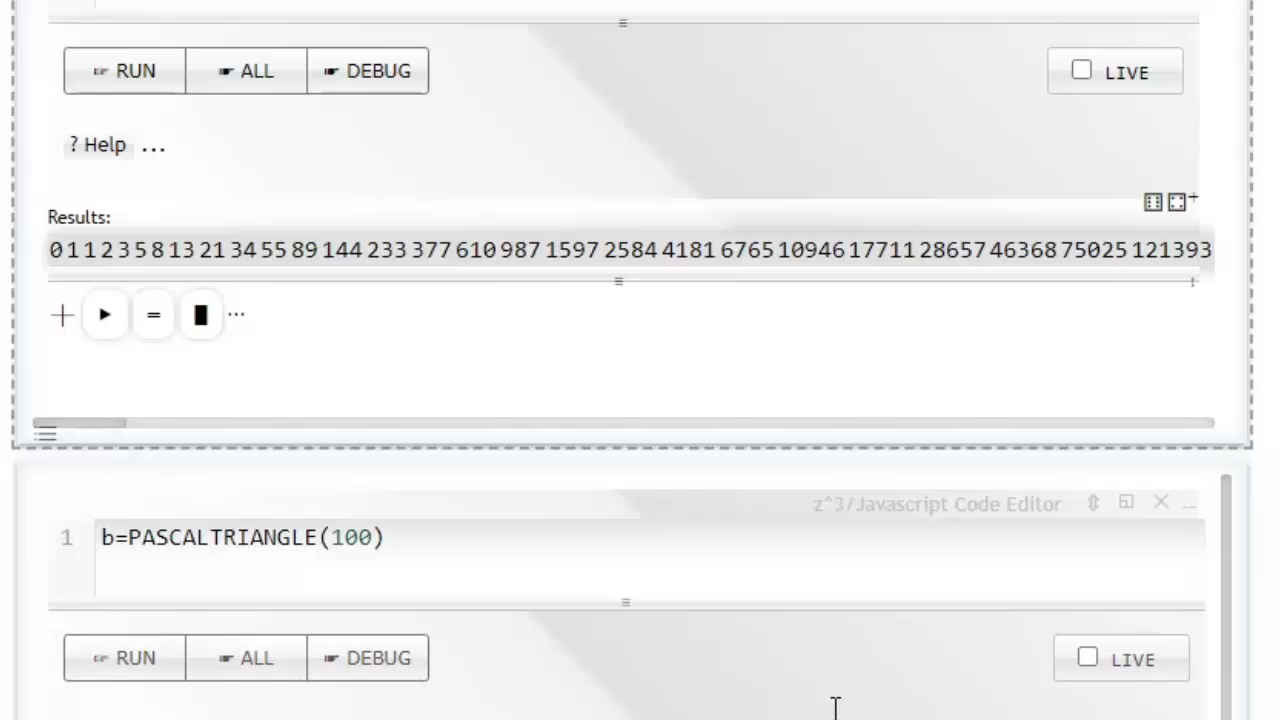 RUN ALL DEBUG LIVE
? Help ...
Results:
0 1 1 2 3 5 8 13 21 34 55 89 144 233 377 610 987 1597 2584 4181 6765 10946 17711 28657 46368 75025 121393
...
z^3/Javascript Code Editor
1 b=PASCALTRIANGLE(100)
RUN ALL DEBUG LIVE